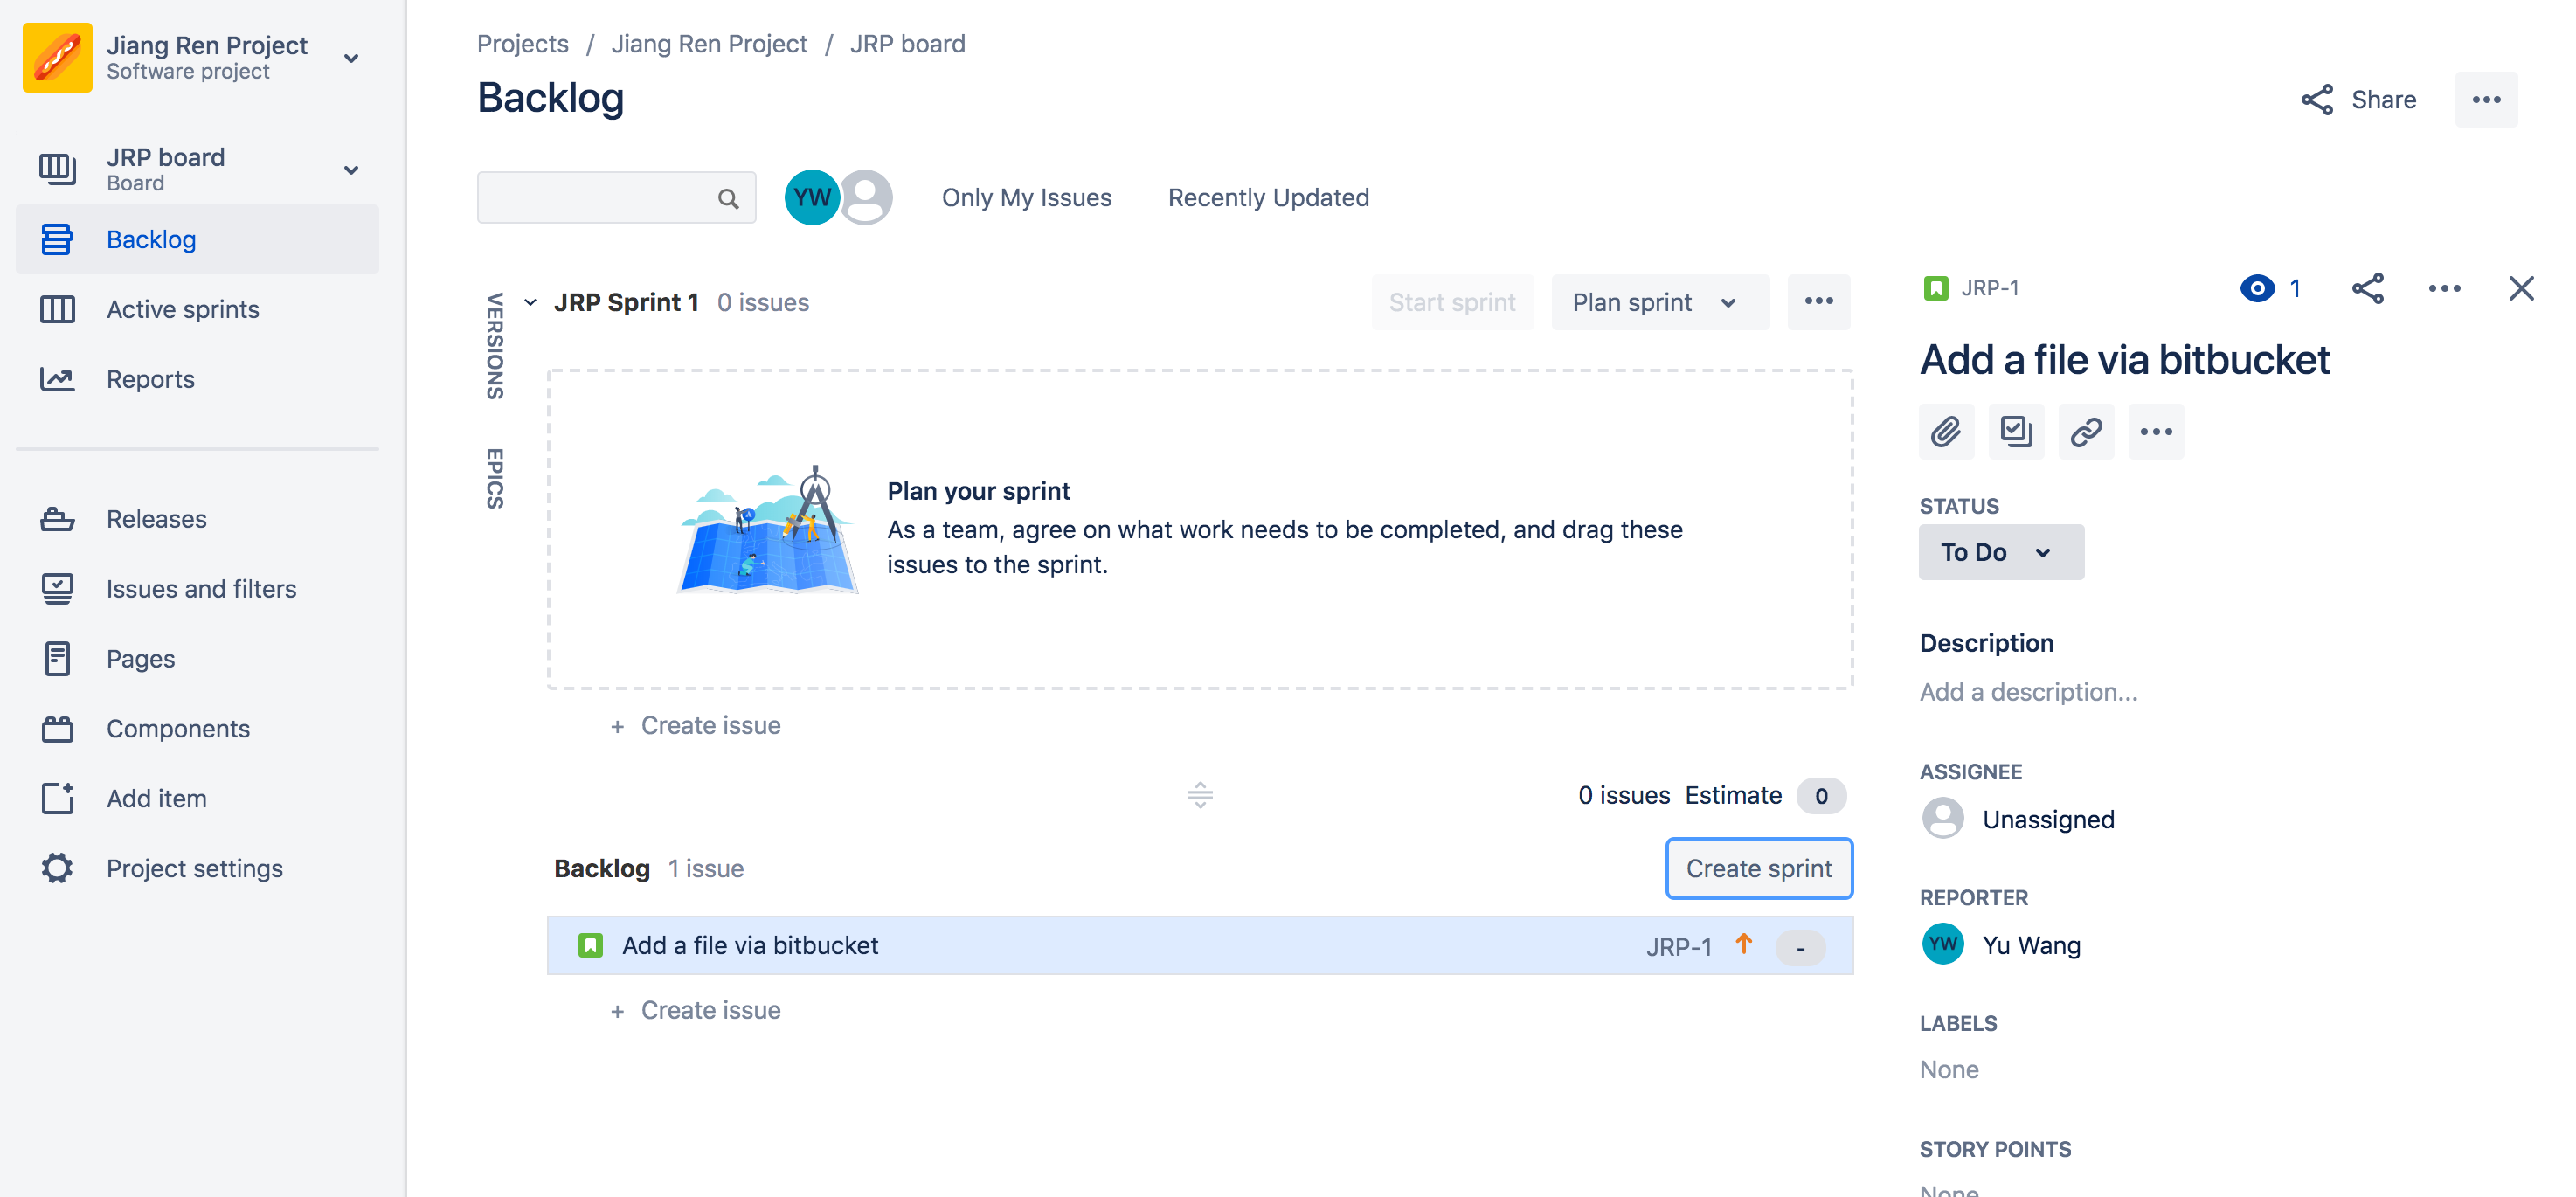 Jiang Ren Project
Software project
JRP board
Board
Backlog
Active sprints
Reports
Releases
Issues and filters
Pages
Components
Add item
Project settings
Projects / Jiang Ren Project / JRP board
Backlog
Share
YW
Only My Issues
Recently Updated
VERSIONS
EPICS
JRP Sprint 1 0 issues
Start sprint
Plan sprint
Plan your sprint
As a team, agree on what work needs to be completed, and drag these
issues to the sprint.
+ Create issue
0 issues Estimate 0
Backlog 1 issue
Create sprint
Add a file via bitbucket JRP-1 -
+ Create issue
JRP-1
1
Add a file via bitbucket
STATUS
To Do
Description
Add a description...
ASSIGNEE
Unassigned
REPORTER
YW Yu Wang
LABELS
None
STORY POINTS
None